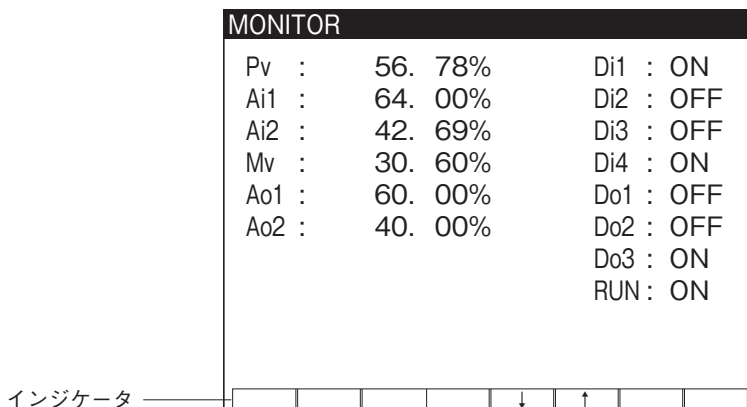 MONITOR
Pv : 56. 78% Di1 : ON
Ai1 : 64. 00% Di2 : OFF
Ai2 : 42. 69% Di3 : OFF
Mv : 30. 60% Di4 : ON
Ao1 : 60. 00% Do1 : OFF
Ao2 : 40. 00% Do2 : OFF
Do3 : ON
RUN : ON
インジケータ ↓ ↑